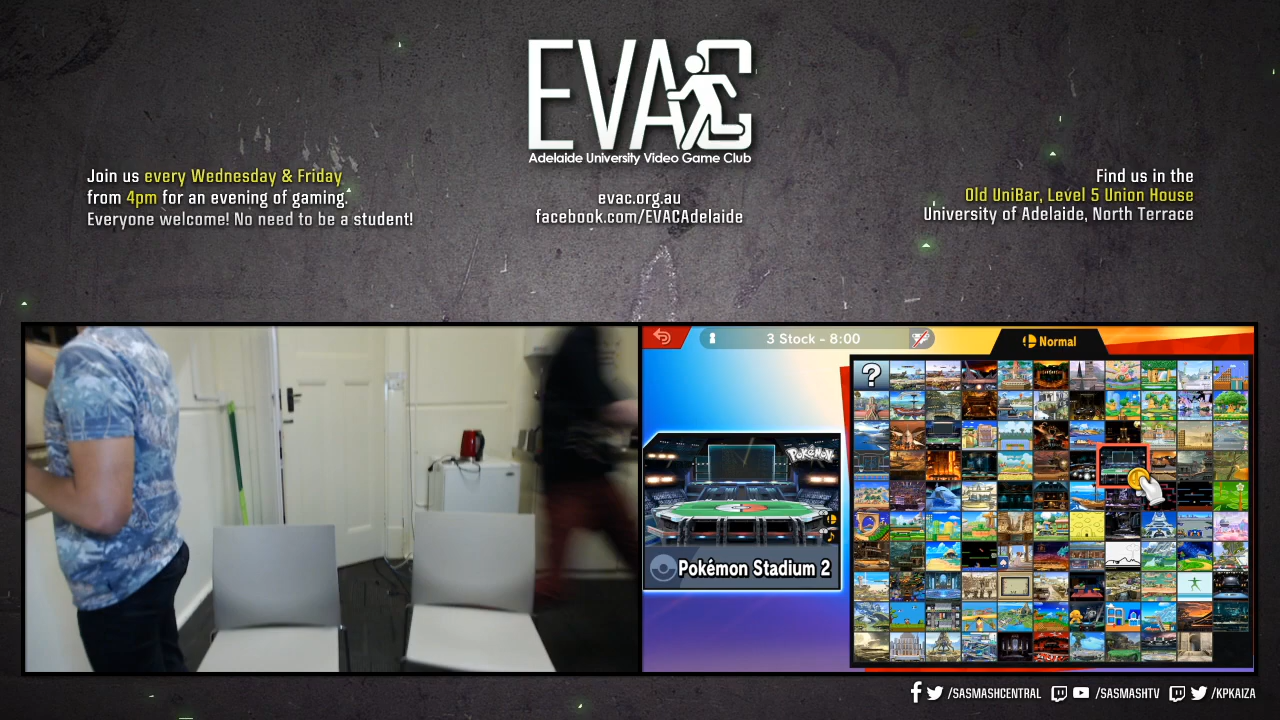 EVAC
Adelaide University Video Game Club
Join us every Wednesday & Friday
from 4pm for an evening of gaming.
Everyone welcome! No need to be a student!
evac.org.au
facebook.com/EVACAdelaide
Find us in the
Old UniBar, Level 5 Union House
University of Adelaide, North Terrace
3 Stock - 8:00
Normal
?
POKéMON
Pokémon Stadium 2
/SASMASHCENTRAL
/SASMASHTV
/KPKAIZA